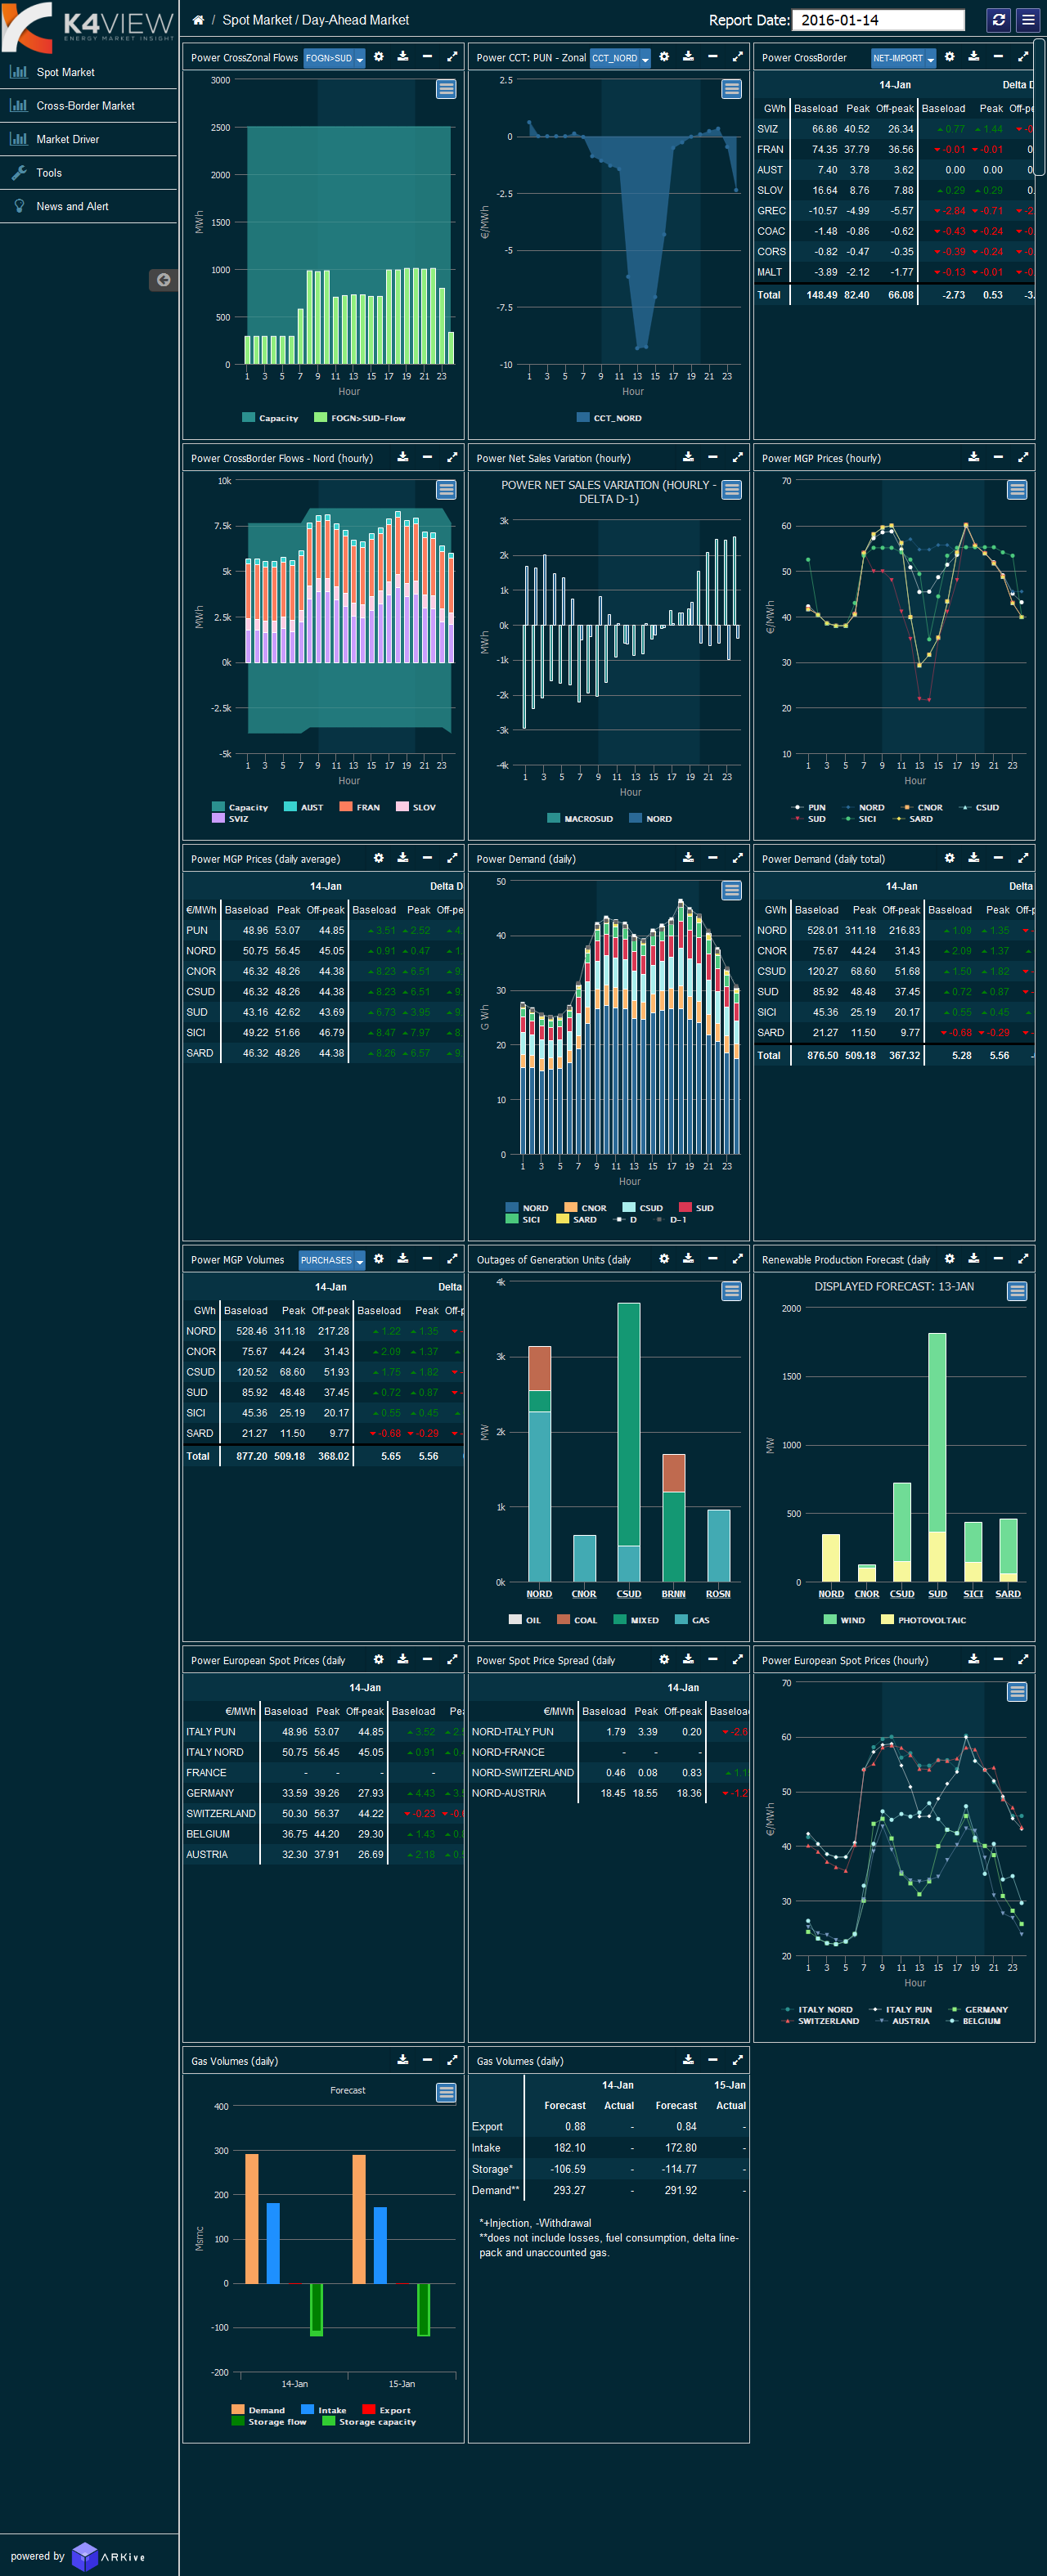 K4VIEW
ENERGY MARKET INSIGHT
/ Spot Market / Day-Ahead Market
Report Date: 2016-01-14
Spot Market
Cross-Border Market
Market Driver
Tools
News and Alert
Power CrossZonal Flows FOGN>SUD
3000
2500
2000
1500
1000
500
0
MWh
1 3 5 7 9 11 13 15 17 19 21 23
Hour
Capacity FOGN>SUD-Flow
Power CCT: PUN - Zonal CCT_NORD
2.5
0
-2.5
-5
-7.5
-10
€/MWh
1 3 5 7 9 11 13 15 17 19 21 23
Hour
CCT_NORD
Power CrossBorder NET-IMPORT
14-Jan Delta D
GWh Baseload Peak Off-peak Baseload Peak Off-pe
SVIZ 66.86 40.52 26.34 0.77 1.44 -0
FRAN 74.35 37.79 36.56 -0.01 -0.01 0.
AUST 7.40 3.78 3.62 0.00 0.00 0.
SLOV 16.64 8.76 7.88 0.29 0.29 0.
GREC -10.57 -4.99 -5.57 -2.84 -0.71 -2
COAC -1.48 -0.86 -0.62 -0.43 -0.24 -0
CORS -0.82 -0.47 -0.35 -0.39 -0.24 -0
MALT -3.89 -2.12 -1.77 -0.13 -0.01 -0
Total 148.49 82.40 66.08 -2.73 0.53 -3.
Power CrossBorder Flows - Nord (hourly)
10k
7.5k
5k
2.5k
0k
-2.5k
-5k
MWh
1 3 5 7 9 11 13 15 17 19 21 23
Hour
Capacity AUST FRAN SLOV
SVIZ
Power Net Sales Variation (hourly)
POWER NET SALES VARIATION (HOURLY -
DELTA D-1)
3k
2k
1k
0k
-1k
-2k
-3k
-4k
MWh
1 3 5 7 9 11 13 15 17 19 21 23
Hour
MACROSUD NORD
Power MGP Prices (hourly)
70
60
50
40
30
20
10
€/MWh
1 3 5 7 9 11 13 15 17 19 21 23
Hour
PUN NORD CNOR CSUD
SUD SICI SARD
Power MGP Prices (daily average)
14-Jan Delta D
€/MWh Baseload Peak Off-peak Baseload Peak Off-pe
PUN 48.96 53.07 44.85 3.51 2.52 4.
NORD 50.75 56.45 45.05 0.91 0.47 1.
CNOR 46.32 48.26 44.38 8.23 6.51 9.
CSUD 46.32 48.26 44.38 8.23 6.51 9.
SUD 43.16 42.62 43.69 6.73 3.95 9.
SICI 49.22 51.66 46.79 8.47 7.97 8.
SARD 46.32 48.26 44.38 8.26 6.57 9.
Power Demand (daily)
50
40
30
20
10
0
G Wh
1 3 5 7 9 11 13 15 17 19 21 23
Hour
NORD CNOR CSUD SUD
SICI SARD D D-1
Power Demand (daily total)
14-Jan Delta
GWh Baseload Peak Off-peak Baseload Peak Off-p
NORD 528.01 311.18 216.83 1.09 1.35 -
CNOR 75.67 44.24 31.43 2.09 1.37
CSUD 120.27 68.60 51.68 1.50 1.82 -
SUD 85.92 48.48 37.45 0.72 0.87 -
SICI 45.36 25.19 20.17 0.55 0.45
SARD 21.27 11.50 9.77 -0.68 -0.29 -
Total 876.50 509.18 367.32 5.28 5.56 -
Power MGP Volumes PURCHASES
14-Jan Delta
GWh Baseload Peak Off-peak Baseload Peak Off-p
NORD 528.46 311.18 217.28 1.22 1.35 -
CNOR 75.67 44.24 31.43 2.09 1.37
CSUD 120.52 68.60 51.93 1.75 1.82 -
SUD 85.92 48.48 37.45 0.72 0.87 -
SICI 45.36 25.19 20.17 0.55 0.45
SARD 21.27 11.50 9.77 -0.68 -0.29 -
Total 877.20 509.18 368.02 5.65 5.56
Outages of Generation Units (daily
4k
3k
2k
1k
0k
MW
NORD CNOR CSUD BRNN ROSN
OIL COAL MIXED GAS
Renewable Production Forecast (daily
DISPLAYED FORECAST: 13-JAN
2000
1500
1000
500
0
MW
NORD CNOR CSUD SUD SICI SARD
WIND PHOTOVOLTAIC
Power European Spot Prices (daily
14-Jan
€/MWh Baseload Peak Off-peak Baseload Pea
ITALY PUN 48.96 53.07 44.85 3.52 2.
ITALY NORD 50.75 56.45 45.05 0.91 0.
FRANCE - - - -
GERMANY 33.59 39.26 27.93 4.43 3.
SWITZERLAND 50.30 56.37 44.22 -0.23 -0.
BELGIUM 36.75 44.20 29.30 1.43 0.
AUSTRIA 32.30 37.91 26.69 2.18 0.
Power Spot Price Spread (daily
14-Jan
€/MWh Baseload Peak Off-peak Baseloa
NORD-ITALY PUN 1.79 3.39 0.20 -2.6
NORD-FRANCE - - -
NORD-SWITZERLAND 0.46 0.08 0.83 1.1
NORD-AUSTRIA 18.45 18.55 18.36 -1.2
Power European Spot Prices (hourly)
70
60
50
40
30
20
€/MWh
1 3 5 7 9 11 13 15 17 19 21 23
Hour
ITALY NORD ITALY PUN GERMANY
SWITZERLAND AUSTRIA BELGIUM
Gas Volumes (daily)
Forecast
400
300
200
100
0
-100
-200
Msmc
14-Jan 15-Jan
Demand Intake Export
Storage flow Storage capacity
Gas Volumes (daily)
14-Jan 15-Jan
Forecast Actual Forecast Actual
Export 0.88 - 0.84 -
Intake 182.10 - 172.80 -
Storage* -106.59 - -114.77 -
Demand** 293.27 - 291.92 -
*+Injection, -Withdrawal
**does not include losses, fuel consumption, delta line-
pack and unaccounted gas.
powered by ARKive